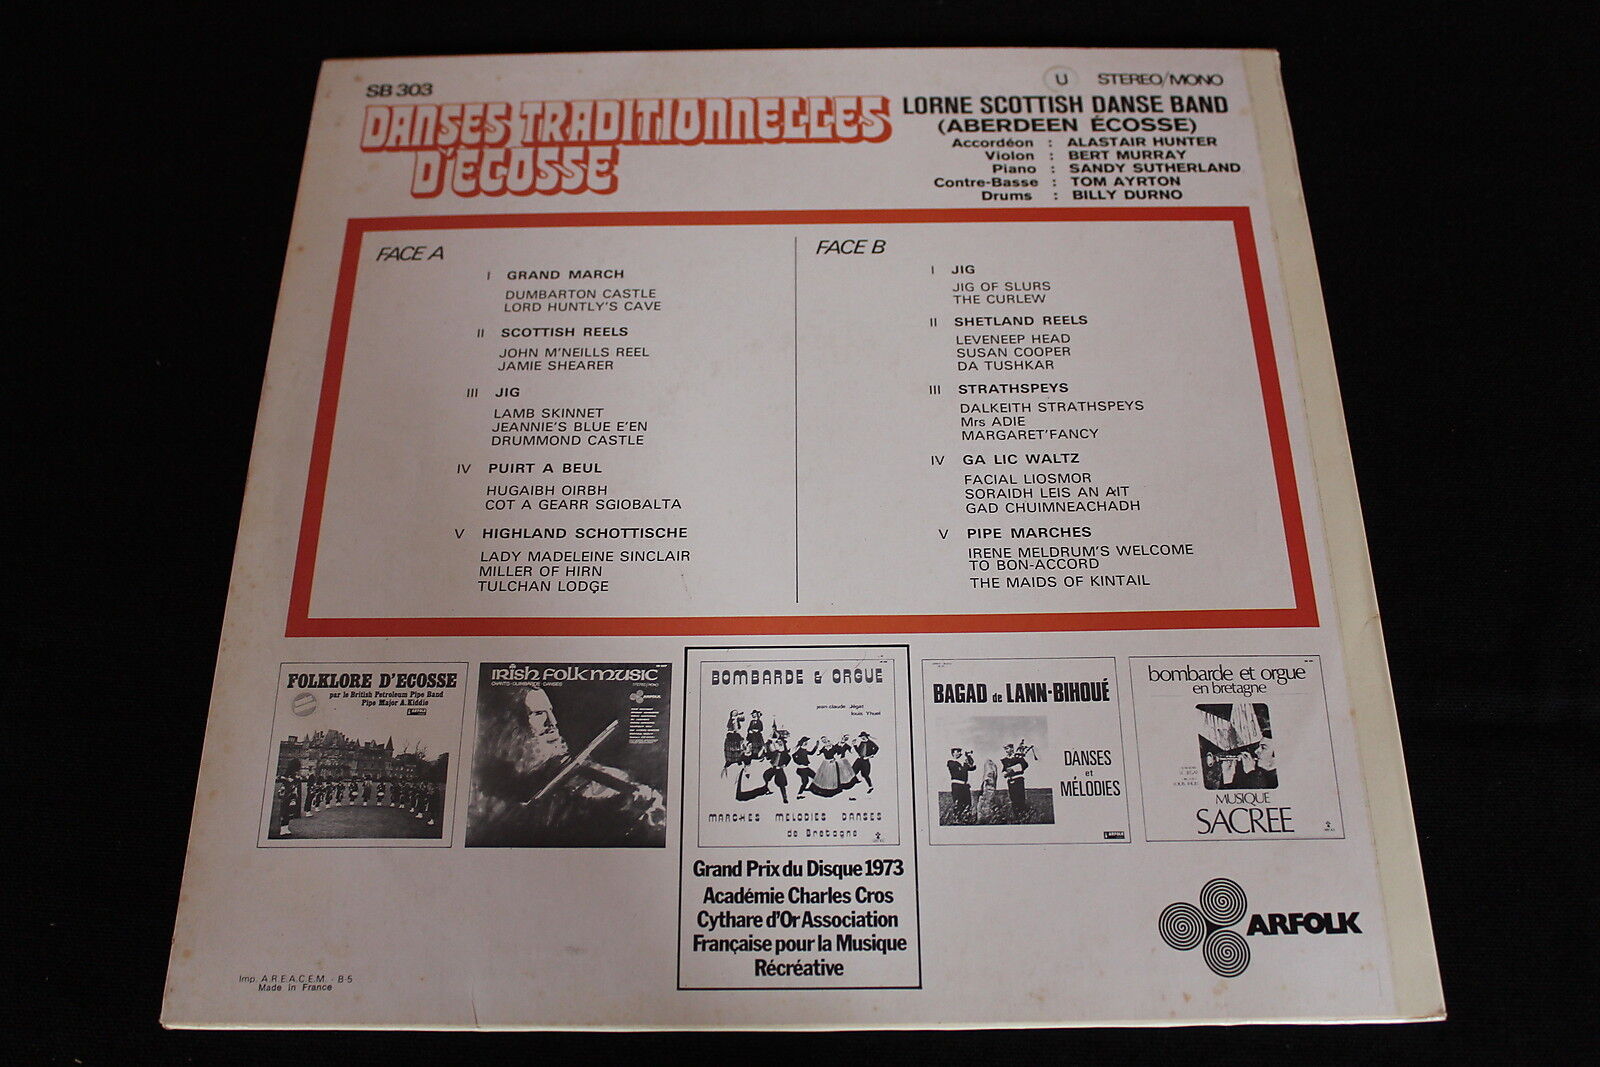 SB 303
DANSES TRADITIONNELLES
D'ECOSSE
U STEREO/MONO
LORNE SCOTTISH DANSE BAND
(ABERDEEN ÉCOSSE)
Accordéon : ALASTAIR HUNTER
Violon : BERT MURRAY
Piano : SANDY SUTHERLAND
Contre-Basse : TOM AYRTON
Drums : BILLY DURNO
FACE A
I GRAND MARCH
DUMBARTON CASTLE
LORD HUNTLY'S CAVE
II SCOTTISH REELS
JOHN M'NEILLS REEL
JAMIE SHEARER
III JIG
LAMB SKINNET
JEANNIE'S BLUE E'EN
DRUMMOND CASTLE
IV PUIRT A BEUL
HUGAIBH OIRBH
COT A GEARR SGIOBALTA
V HIGHLAND SCHOTTISCHE
LADY MADELEINE SINCLAIR
MILLER OF HIRN
TULCHAN LODGE
FACE B
I JIG
JIG OF SLURS
THE CURLEW
II SHETLAND REELS
LEVENEEP HEAD
SUSAN COOPER
DA TUSHKAR
III STRATHSPEYS
DALKEITH STRATHSPEYS
Mrs ADIE
MARGARET'FANCY
IV GA LIC WALTZ
FACIAL LIOSMOR
SORAIDH LEIS AN AIT
GAD CHUIMNEACHADH
V PIPE MARCHES
IRENE MELDRUM'S WELCOME
TO BON-ACCORD
THE MAIDS OF KINTAIL
FOLKLORE D'ECOSSE
par le British Petroleum Pipe Band
Pipe Major A.Kiddie
ARFOLK
IRISH FOLK MUSIC
ARFOLK
BOMBARDE & ORGUE
jean-claude Jégat
louis Yhuel
MARCHES MELODIES DANSES
de Bretagne
Grand Prix du Disque 1973
Académie Charles Cros
Cythare d'Or Association
Française pour la Musique
Récréative
BAGAD de LANN-BIHOUÉ
DANSES
et
MÉLODIES
ARFOLK
bombarde et orgue
en bretagne
MUSIQUE
SACREE
ARFOLK
Imp. A.R.E.A.C.E.M. - B-5
Made in France